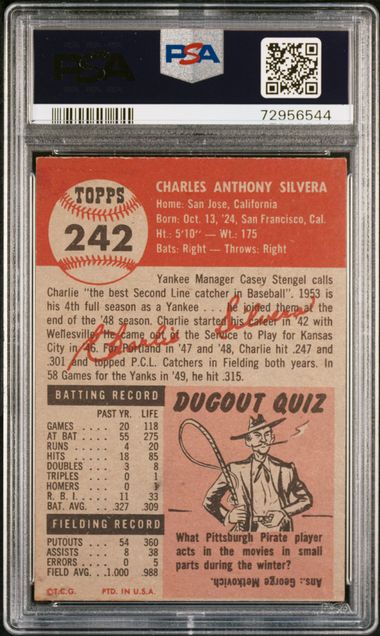 PSA
PSA
72956544
TOPPS
242
CHARLES ANTHONY SILVERA
Home: San Jose, California
Born: Oct. 13, '24, San Francisco, Cal.
Ht.: 5'10" — Wt.: 175
Bats: Right — Throws: Right
Yankee Manager Casey Stengel calls
Charlie "the best Second Line catcher in Baseball". 1953 is
his 4th full season as a Yankee . . . he joined them at the
end of the '48 season. Charlie started his career in '42 with
Wellesville. He came out of the Service to Play for Kansas
City in '46. For Portland in '47 and '48, Charlie hit .247 and
.301 and topped P.C.L. Catchers in Fielding both years. In
58 Games for the Yanks in '49, he hit .315.
Charlie Silvera
BATTING RECORD
PAST YR. LIFE
GAMES 20 118
AT BAT 55 275
RUNS 4 20
HITS 18 85
DOUBLES 3 8
TRIPLES 0 1
HOMERS 0 1
R. B. I. 11 33
BAT. AVG. .327 .309
FIELDING RECORD
PUTOUTS 54 360
ASSISTS 8 38
ERRORS 0 5
FIELD AVG. .1.000 .988
©T.C.G. PTD. IN U.S.A.
DUGOUT QUIZ
What Pittsburgh Pirate player
acts in the movies in small
parts during the winter?
Ans.: George Metkovich.